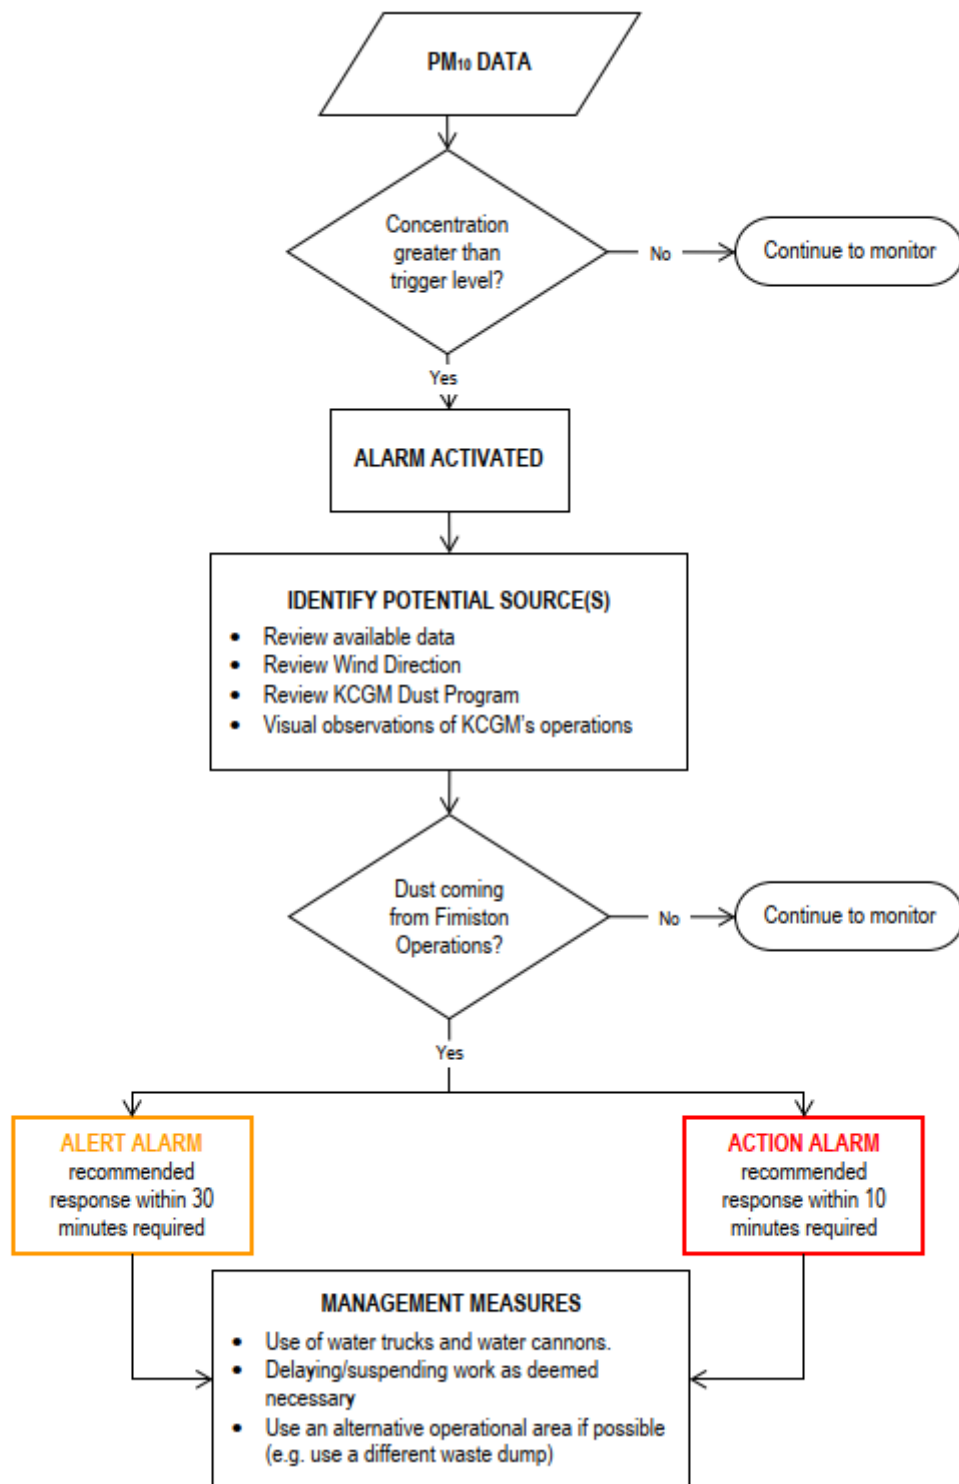 PM₁₀ DATA
Concentration
greater than
trigger level?
No
Continue to monitor
Yes
ALARM ACTIVATED
IDENTIFY POTENTIAL SOURCE(S)
• Review available data
• Review Wind Direction
• Review KCGM Dust Program
• Visual observations of KCGM's operations
Dust coming
from Fimiston
Operations?
No
Continue to monitor
Yes
ALERT ALARM
recommended
response within 30
minutes required
ACTION ALARM
recommended
response within 10
minutes required
MANAGEMENT MEASURES
• Use of water trucks and water cannons.
• Delaying/suspending work as deemed
necessary
• Use an alternative operational area if possible
(e.g. use a different waste dump)